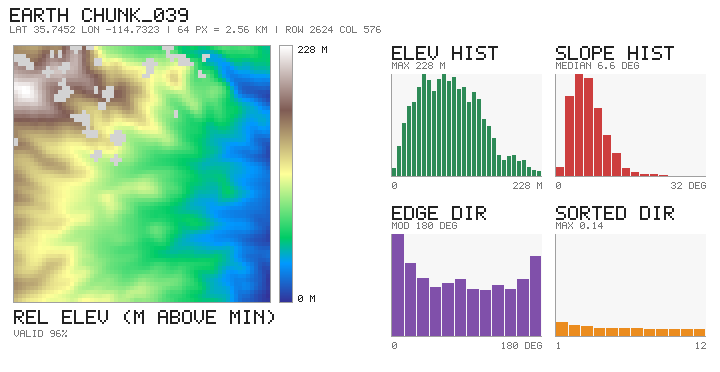 EARTH CHUNK_039
LAT 35.7452 LON -114.7323 | 64 PX = 2.56 KM | ROW 2624 COL 576
228 M
0 M
REL ELEV (M ABOVE MIN)
VALID 96%
ELEV HIST
MAX 228 M
0 228 M
SLOPE HIST
MEDIAN 6.6 DEG
0 32 DEG
EDGE DIR
MOD 180 DEG
0 180 DEG
SORTED DIR
MAX 0.14
1 12